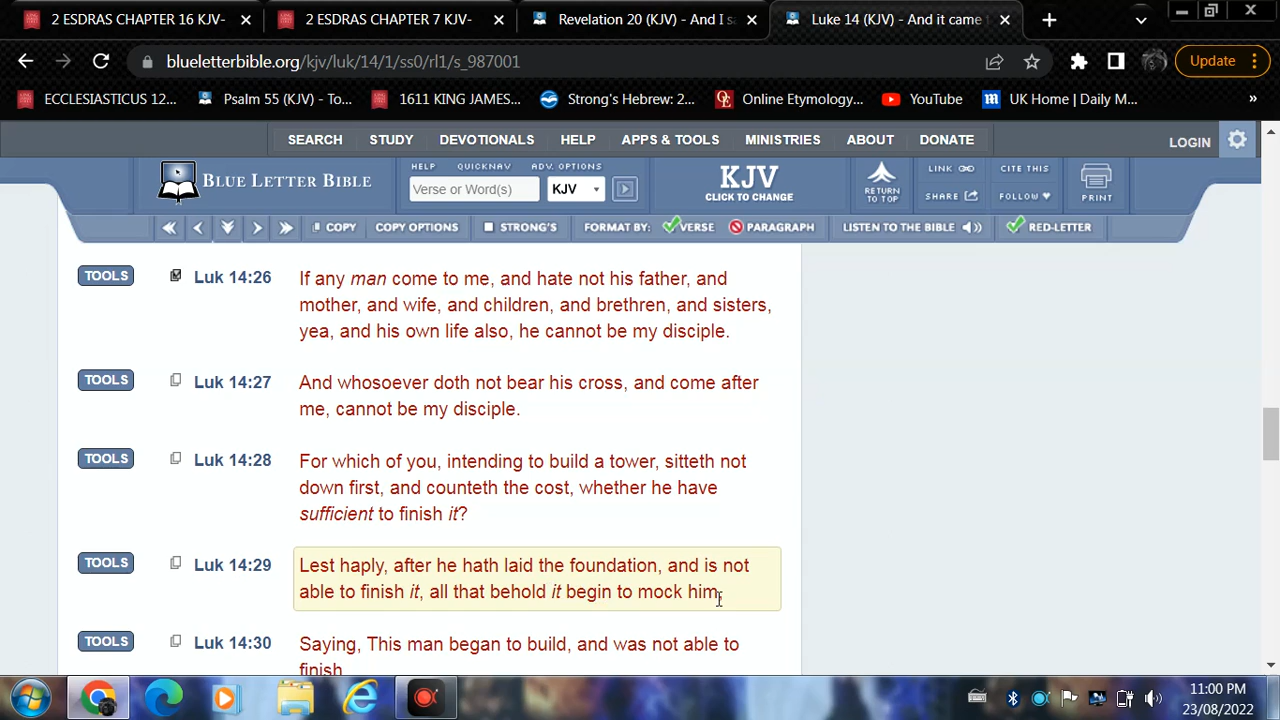 2 ESDRAS CHAPTER 16 KJV-
2 ESDRAS CHAPTER 7 KJV-
Revelation 20 (KJV) - And I s
Luke 14 (KJV) - And it came
blueletterbible.org/kjv/luk/14/1/ss0/rl1/s_987001
Update
ECCLESIASTICUS 12...
Psalm 55 (KJV) - To...
1611 KING JAMES...
Strong's Hebrew: 2...
Online Etymology...
YouTube
UK Home | Daily M...
SEARCH STUDY DEVOTIONALS HELP APPS & TOOLS MINISTRIES ABOUT DONATE
LOGIN
BLUE LETTER BIBLE
HELP QUICKNAV ADV. OPTIONS
Verse or Word(s) KJV
KJV
CLICK TO CHANGE
RETURN
TO TOP
LINK CITE THIS
SHARE FOLLOW
PRINT
COPY COPY OPTIONS STRONG'S FORMAT BY: VERSE PARAGRAPH LISTEN TO THE BIBLE RED-LETTER
TOOLS Luk 14:26 If any man come to me, and hate not his father, and
mother, and wife, and children, and brethren, and sisters,
yea, and his own life also, he cannot be my disciple.
TOOLS Luk 14:27 And whosoever doth not bear his cross, and come after
me, cannot be my disciple.
TOOLS Luk 14:28 For which of you, intending to build a tower, sitteth not
down first, and counteth the cost, whether he have
sufficient to finish it?
TOOLS Luk 14:29 Lest haply, after he hath laid the foundation, and is not
able to finish it, all that behold it begin to mock him,
TOOLS Luk 14:30 Saying, This man began to build, and was not able to
finish
11:00 PM
23/08/2022